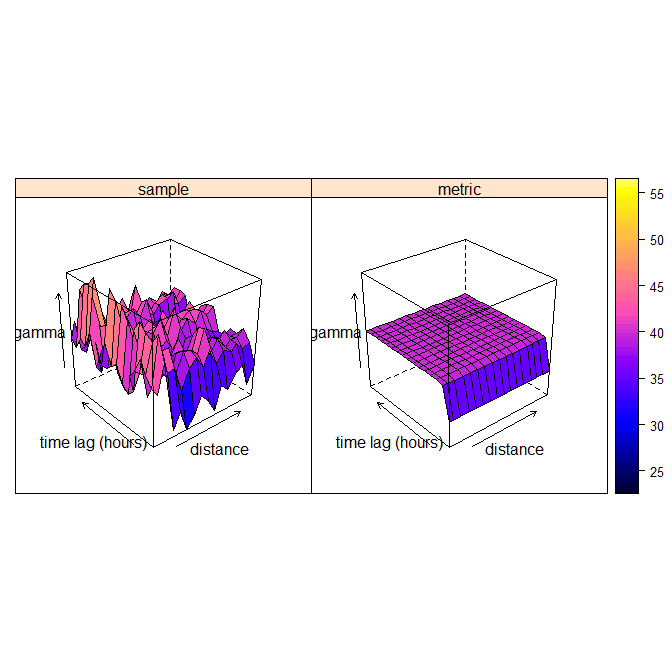 sample
metric
gamma
time lag (hours)
distance
gamma
time lag (hours)
distance
55
50
45
40
35
30
25